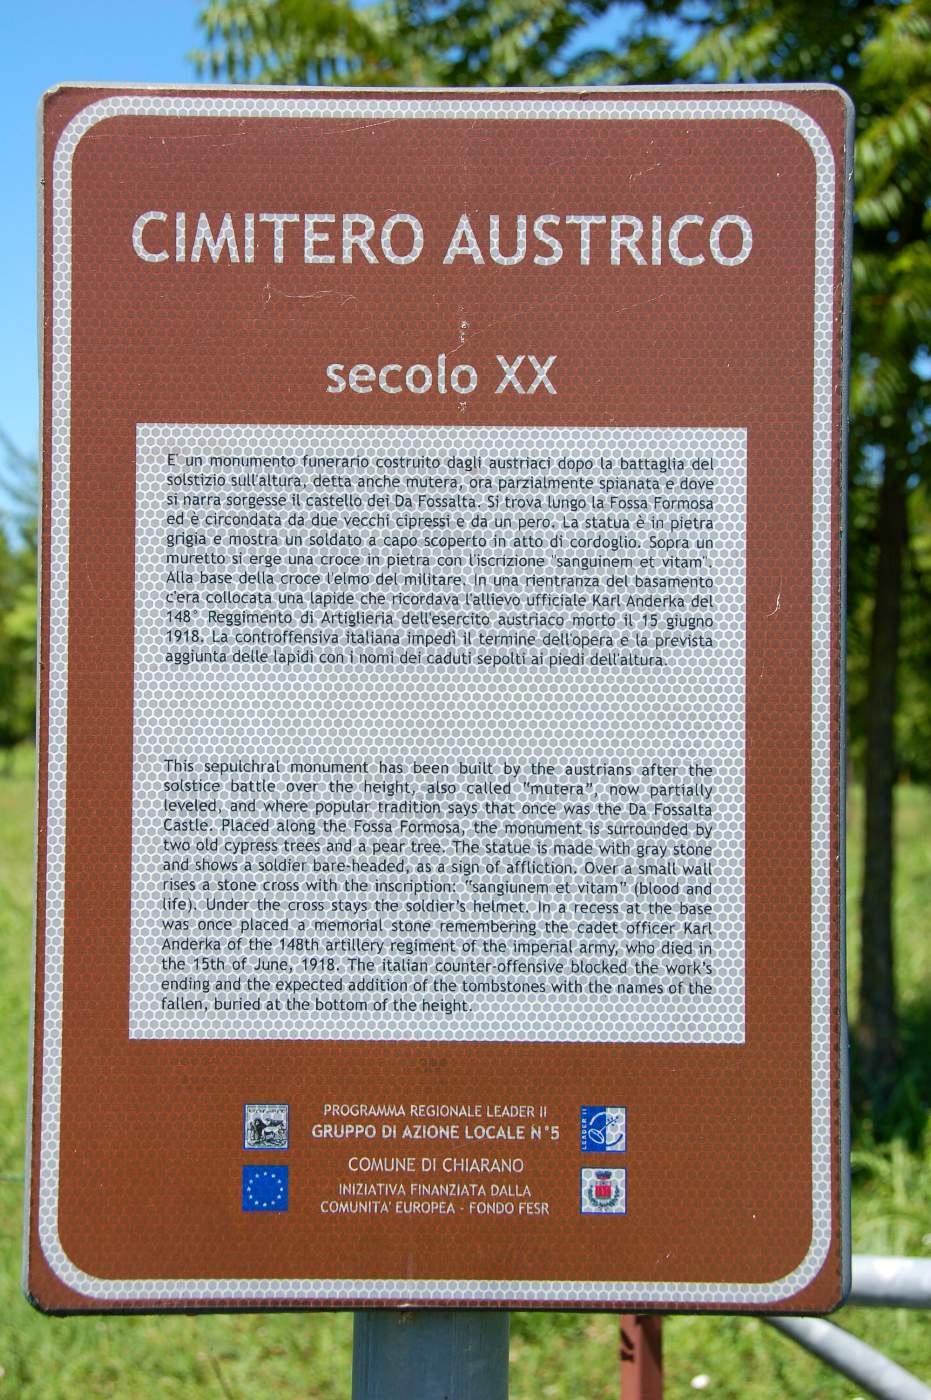 CIMITERO AUSTRICO
secolo XX
E' un monumento funerario costruito dagli austriaci dopo la battaglia del
solstizio sull'altura, detta anche mutera, ora parzialmente spianata e dove
si narra sorgesse il castello dei Da Fossalta. Si trova lungo la Fossa Formosa
ed è circondata da due vecchi cipressi e da un pero. La statua è in pietra
grigia e mostra un soldato a capo scoperto in atto di cordoglio. Sopra un
muretto si erge una croce in pietra con l'iscrizione "sanguinem et vitam".
Alla base della croce l'elmo del militare. In una rientranza del basamento
c'era collocata una lapide che ricordava l'allievo ufficiale Karl Anderka del
148° Reggimento di Artiglieria dell'esercito austriaco morto il 15 giugno
1918. La controffensiva italiana impedì il termine dell'opera e la prevista
aggiunta delle lapidi con i nomi dei caduti sepolti ai piedi dell'altura.
This sepulchral monument has been built by the austrians after the
solstice battle over the height, also called "mutera", now partially
leveled, and where popular tradition says that once was the Da Fossalta
Castle. Placed along the Fossa Formosa, the monument is surrounded by
two old cypress trees and a pear tree. The statue is made with gray stone
and shows a soldier bare-headed, as a sign of affliction. Over a small wall
rises a stone cross with the inscription: "sangiunem et vitam" (blood and
life). Under the cross stays the soldier's helmet. In a recess at the base
was once placed a memorial stone remembering the cadet officer Karl
Anderka of the 148th artillery regiment of the imperial army, who died in
the 15th of June, 1918. The italian counter-offensive blocked the work's
ending and the expected addition of the tombstones with the names of the
fallen, buried at the bottom of the height.
PROGRAMMA REGIONALE LEADER II
GRUPPO DI AZIONE LOCALE N°5
LEADER II
COMUNE DI CHIARANO
INIZIATIVA FINANZIATA DALLA
COMUNITA' EUROPEA - FONDO FESR